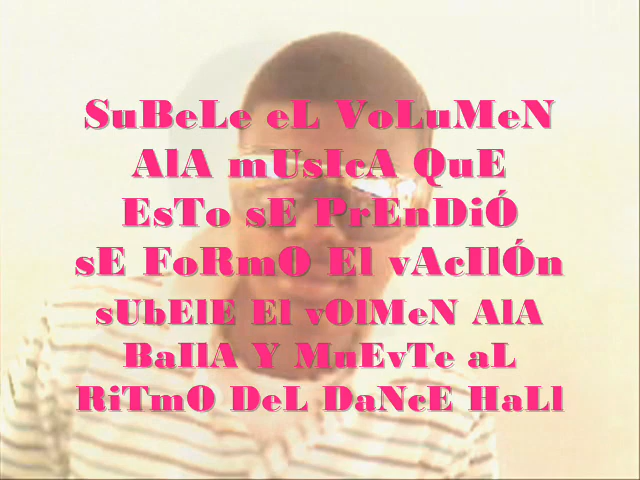 SuBeLe eL VoLuMeN
AlA mUsIcA QuE
EsTo sE PrEnDiÓ
sE FoRmO El vAcIlÓn
sUbElE El vOlMeN AlA
BaIlA Y MuEvTe aL
RiTmO DeL DaNcE HaLl